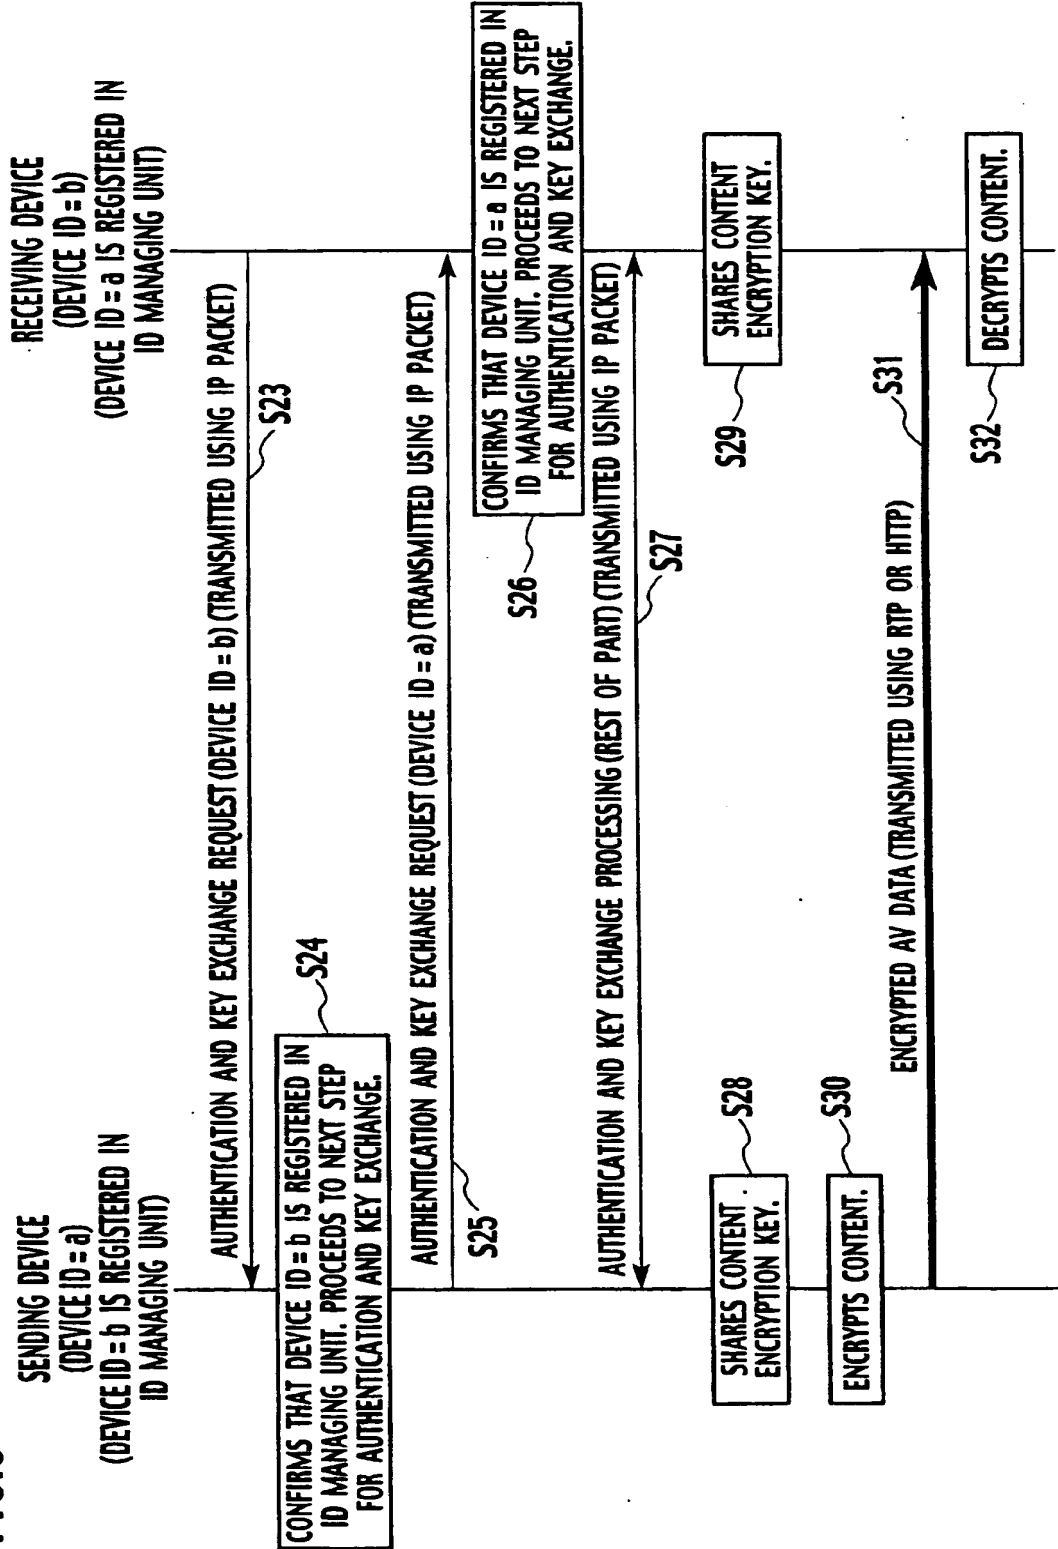 SENDING DEVICE
(DEVICE ID = a)
(DEVICE ID = b IS REGISTERED IN
ID MANAGING UNIT)
RECEIVING DEVICE
(DEVICE ID = b)
(DEVICE ID = a IS REGISTERED IN
ID MANAGING UNIT)
AUTHENTICATION AND KEY EXCHANGE REQUEST (DEVICE ID = b) (TRANSMITTED USING IP PACKET)
S23
CONFIRMS THAT DEVICE ID = b IS REGISTERED IN
ID MANAGING UNIT. PROCEEDS TO NEXT STEP
FOR AUTHENTICATION AND KEY EXCHANGE.
S24
AUTHENTICATION AND KEY EXCHANGE REQUEST (DEVICE ID = a) (TRANSMITTED USING IP PACKET)
S25
CONFIRMS THAT DEVICE ID = a IS REGISTERED IN
ID MANAGING UNIT. PROCEEDS TO NEXT STEP
FOR AUTHENTICATION AND KEY EXCHANGE.
S26
AUTHENTICATION AND KEY EXCHANGE PROCESSING (REST OF PART) (TRANSMITTED USING IP PACKET)
S27
SHARES CONTENT
ENCRYPTION KEY.
S28
SHARES CONTENT
ENCRYPTION KEY.
S29
ENCRYPTS CONTENT.
S30
ENCRYPTED AV DATA (TRANSMITTED USING RTP OR HTTP)
S31
DECRYPTS CONTENT.
S32